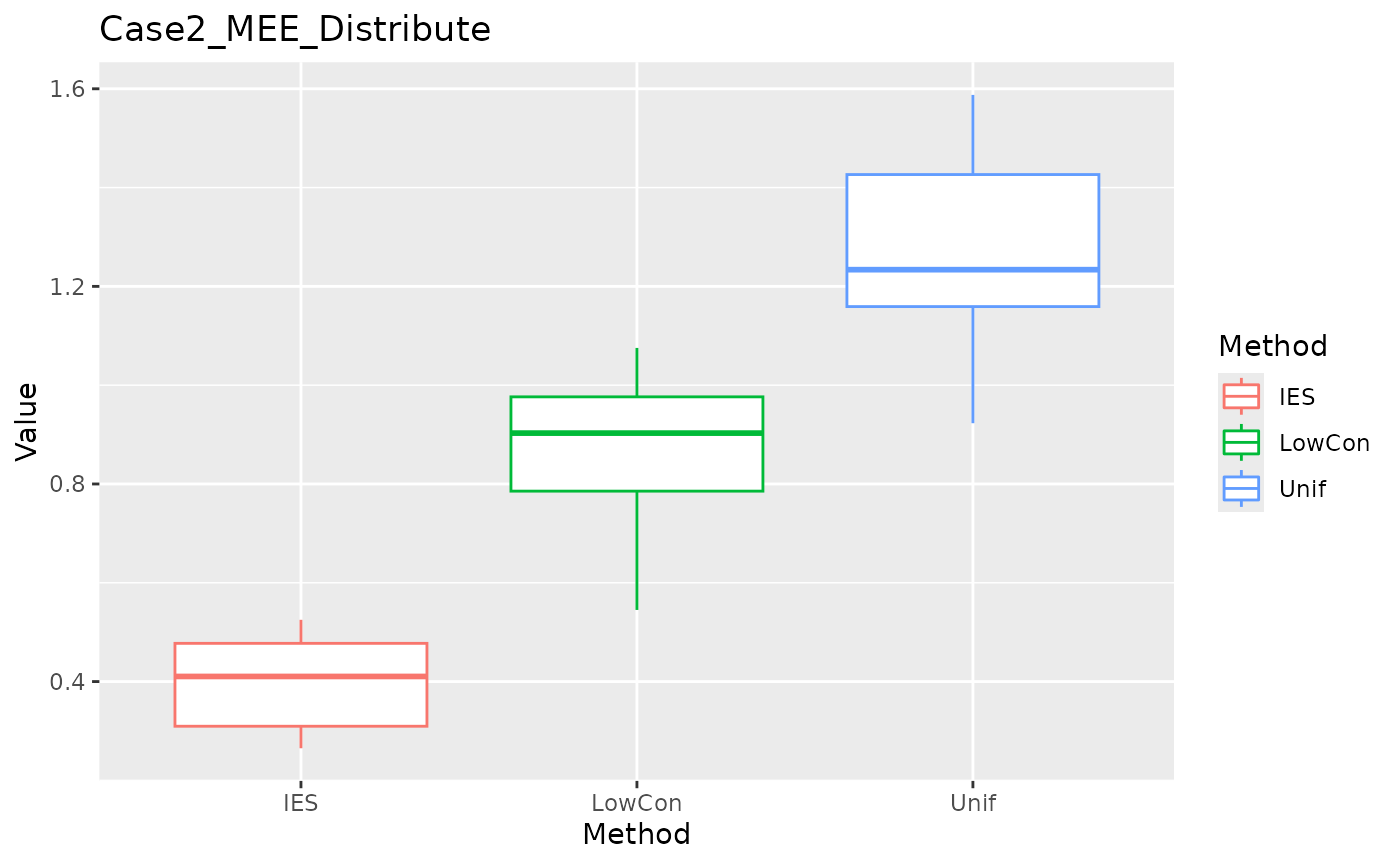 Case2_MEE_Distribute
1.6
1.2
0.8
0.4
Value
IES
LowCon
Unif
Method
Method
IES
LowCon
Unif